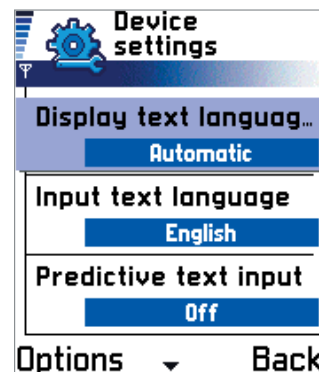 Device
settings
Display text languag...
Automatic
Input text language
English
Predictive text input
Off
Options Back